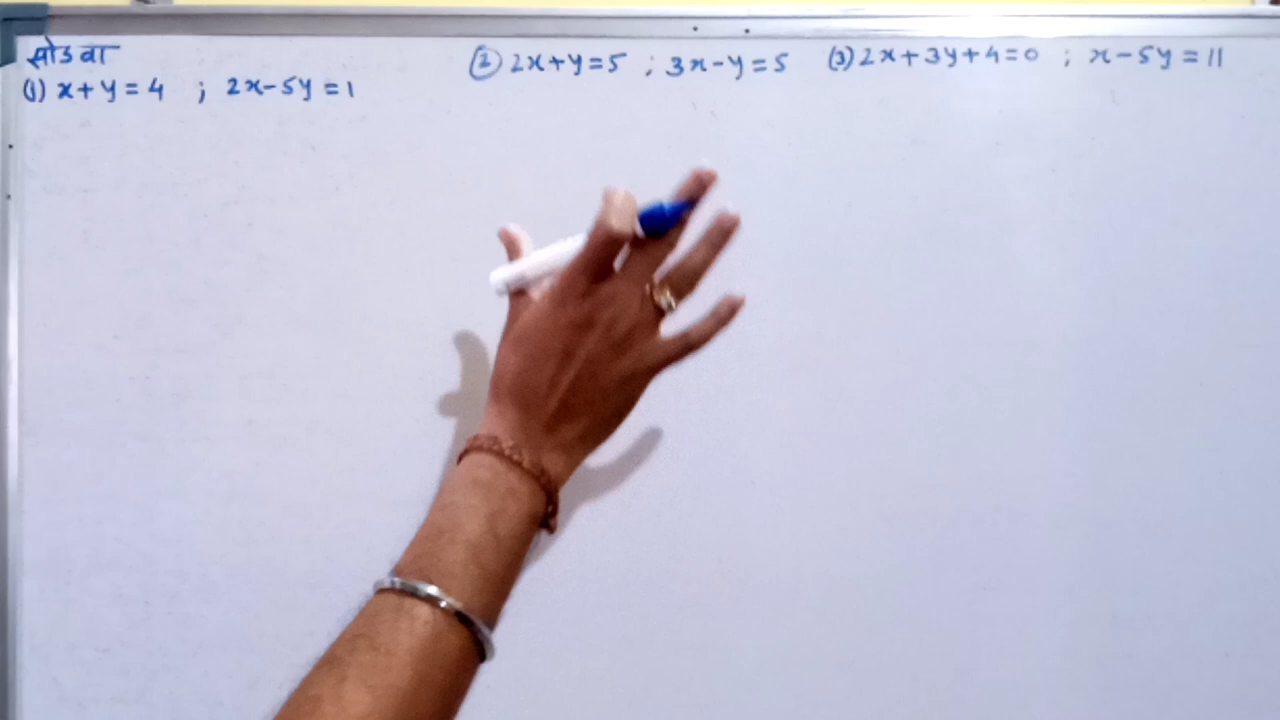 सोडवा
(1) x + y = 4 ; 2x - 5y = 1
(2) 2x + y = 5 ; 3x - y = 5
(3) 2x + 3y + 4 = 0 ; x - 5y = 11